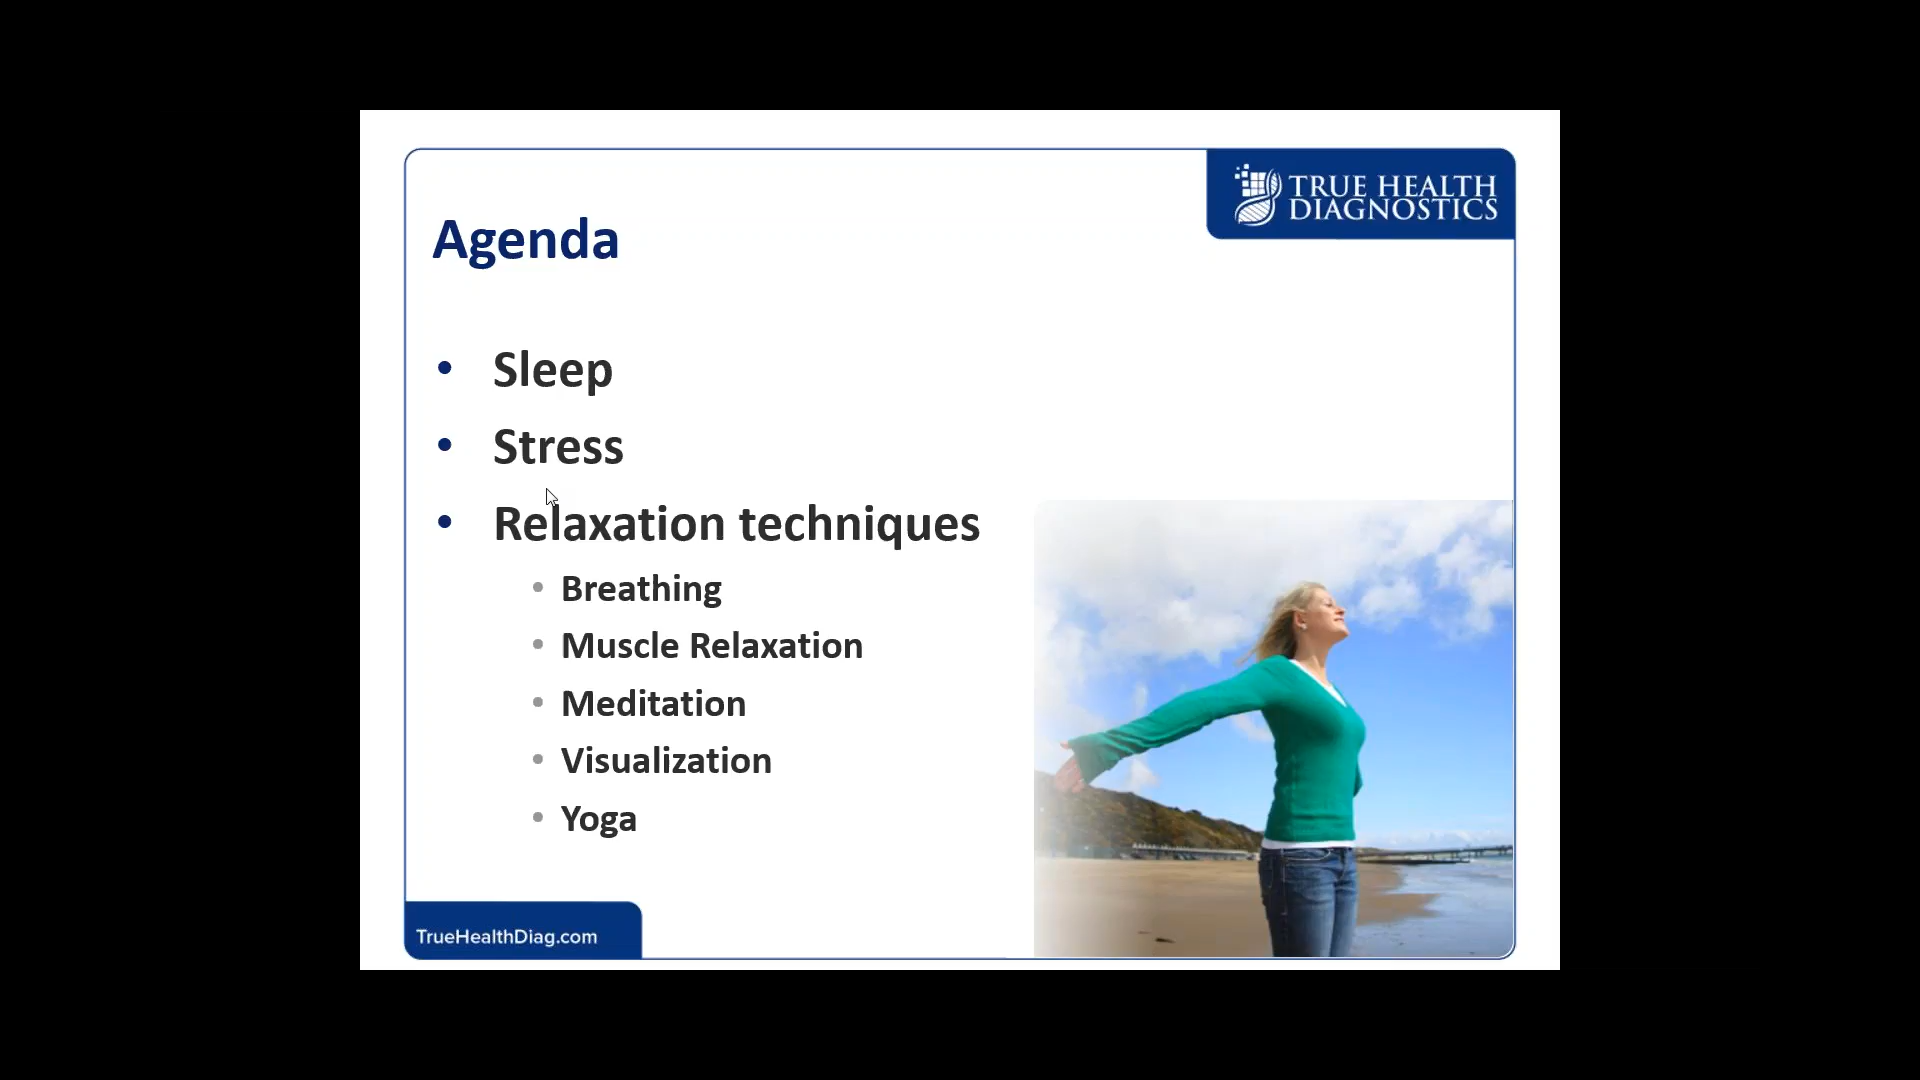 TRUE HEALTH
DIAGNOSTICS
Agenda
• Sleep
• Stress
• Relaxation techniques
• Breathing
• Muscle Relaxation
• Meditation
• Visualization
• Yoga
TrueHealthDiag.com